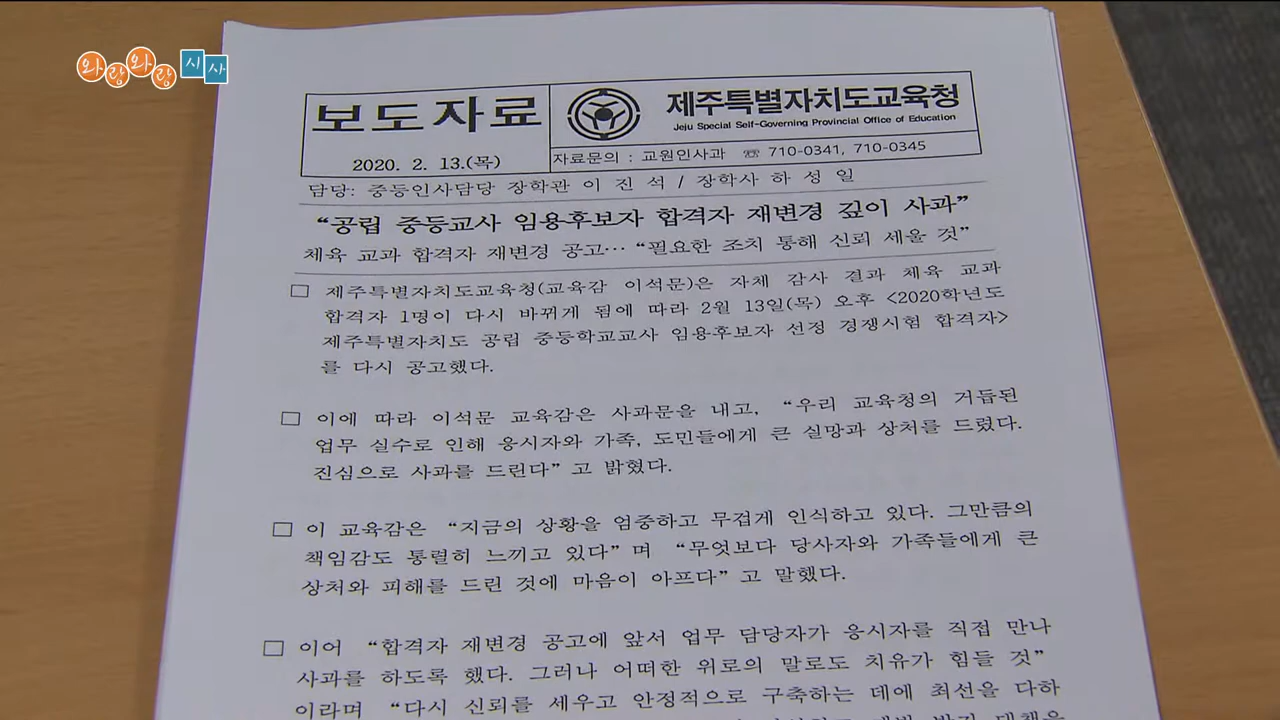 와랑와랑 시사
보도자료
제주특별자치도교육청
Jeju Special Self-Governing Provincial Office of Education
2020. 2. 13.(목)
자료문의 : 교원인사과 ☏ 710-0341, 710-0345
담당: 중등인사담당 장학관 이 진 석 / 장학사 하 성 일
“공립 중등교사 임용후보자 합격자 재변경 깊이 사과”
체육 교과 합격자 재변경 공고… “필요한 조치 통해 신뢰 세울 것”
□ 제주특별자치도교육청(교육감 이석문)은 자체 감사 결과 체육 교과
합격자 1명이 다시 바뀌게 됨에 따라 2월 13일(목) 오후 <2020학년도
제주특별자치도 공립 중등학교교사 임용후보자 선정 경쟁시험 합격자>
를 다시 공고했다.
□ 이에 따라 이석문 교육감은 사과문을 내고, “우리 교육청의 거듭된
업무 실수로 인해 응시자와 가족, 도민들에게 큰 실망과 상처를 드렸다.
진심으로 사과를 드린다” 고 밝혔다.
□ 이 교육감은 “지금의 상황을 엄중하고 무겁게 인식하고 있다. 그만큼의
책임감도 통렬히 느끼고 있다” 며 “무엇보다 당사자와 가족들에게 큰
상처와 피해를 드린 것에 마음이 아프다” 고 말했다.
□ 이어 “합격자 재변경 공고에 앞서 업무 담당자가 응시자를 직접 만나
사과를 하도록 했다. 그러나 어떠한 위로의 말로도 치유가 힘들 것”
이라며 “다시 신뢰를 세우고 안정적으로 구축하는 데에 최선을 다하